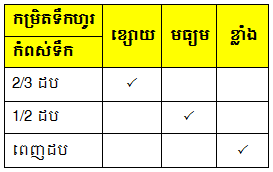 កម្រិតទឹកហូរ
កំពស់ទឹក
ខ្សោយ មធ្យម ខ្លាំង
2/3 ដប ✓
1/2 ដប ✓
ពេញដប ✓